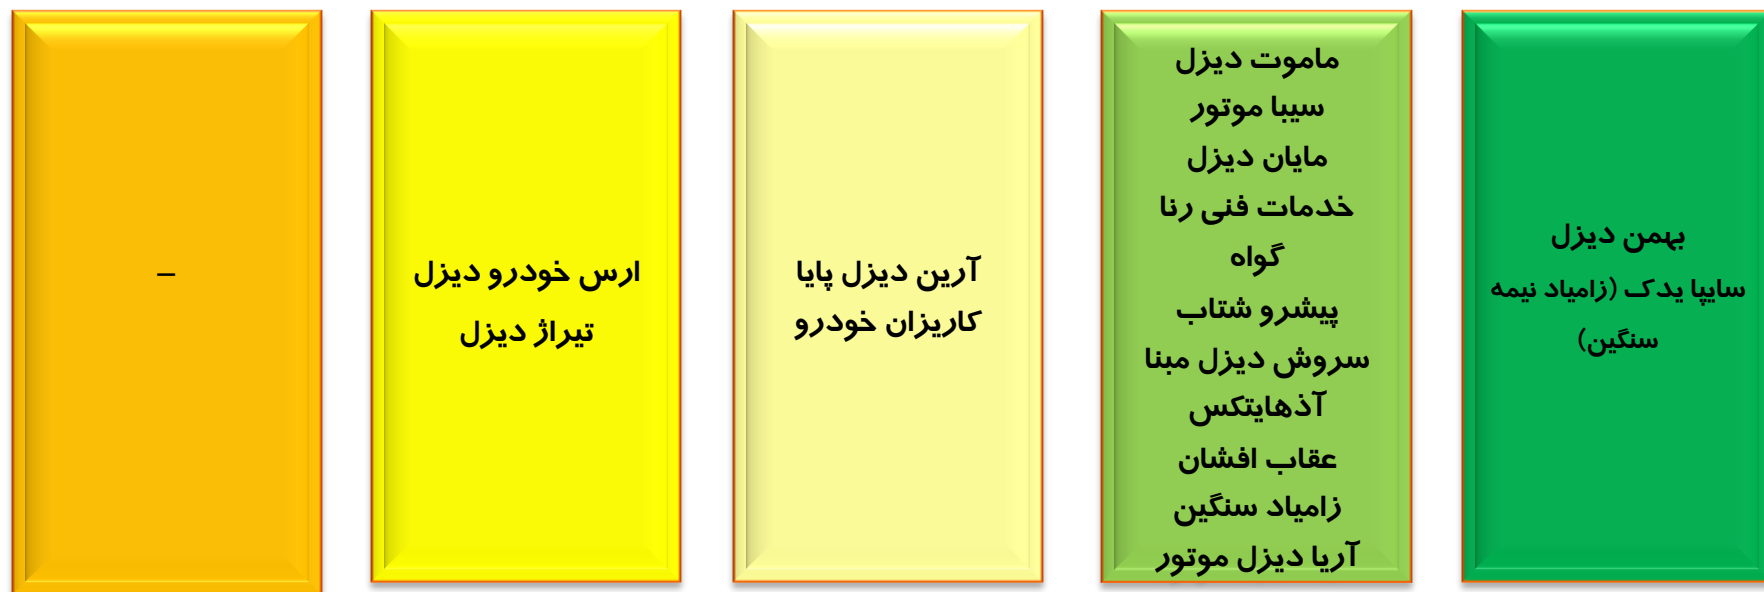 بهمن دیزل
سایپا یدک (زامیاد نیمه
سنگین)
ماموت دیزل
سیبا موتور
مایان دیزل
خدمات فنی رنا
گواه
پیشرو شتاب
سروش دیزل مبنا
آذهایتکس
عقاب افشان
زامیاد سنگین
آریا دیزل موتور
آرین دیزل پایا
کاریزان خودرو
ارس خودرو دیزل
تیراژ دیزل
–